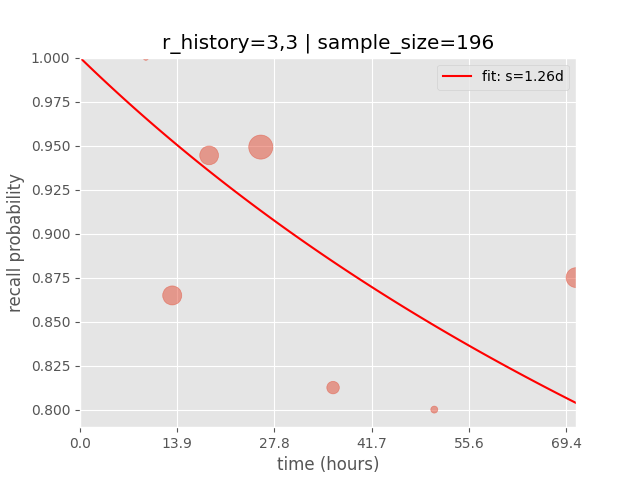 r_history=3,3 | sample_size=196
fit: s=1.26d
1.000
0.975
0.950
0.925
0.900
0.875
0.850
0.825
0.800
recall probability
0.0 13.9 27.8 41.7 55.6 69.4
time (hours)